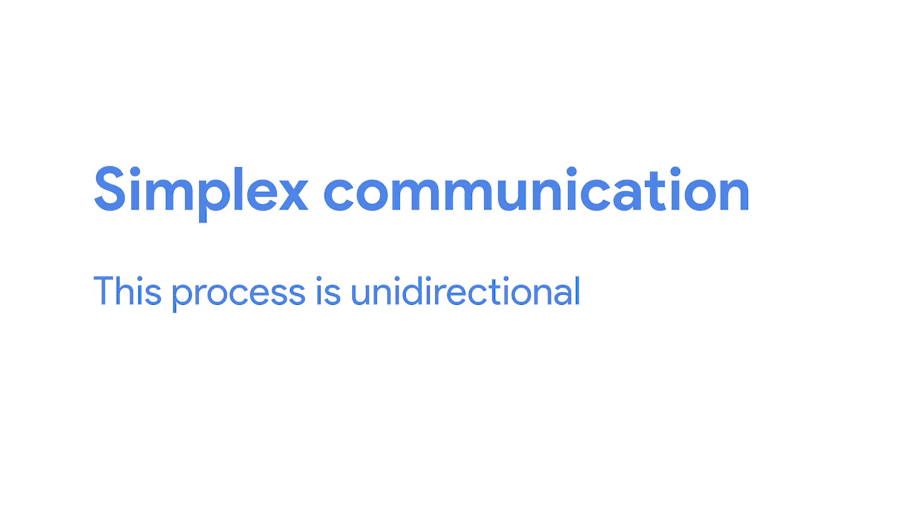 Simplex communication
This process is unidirectional